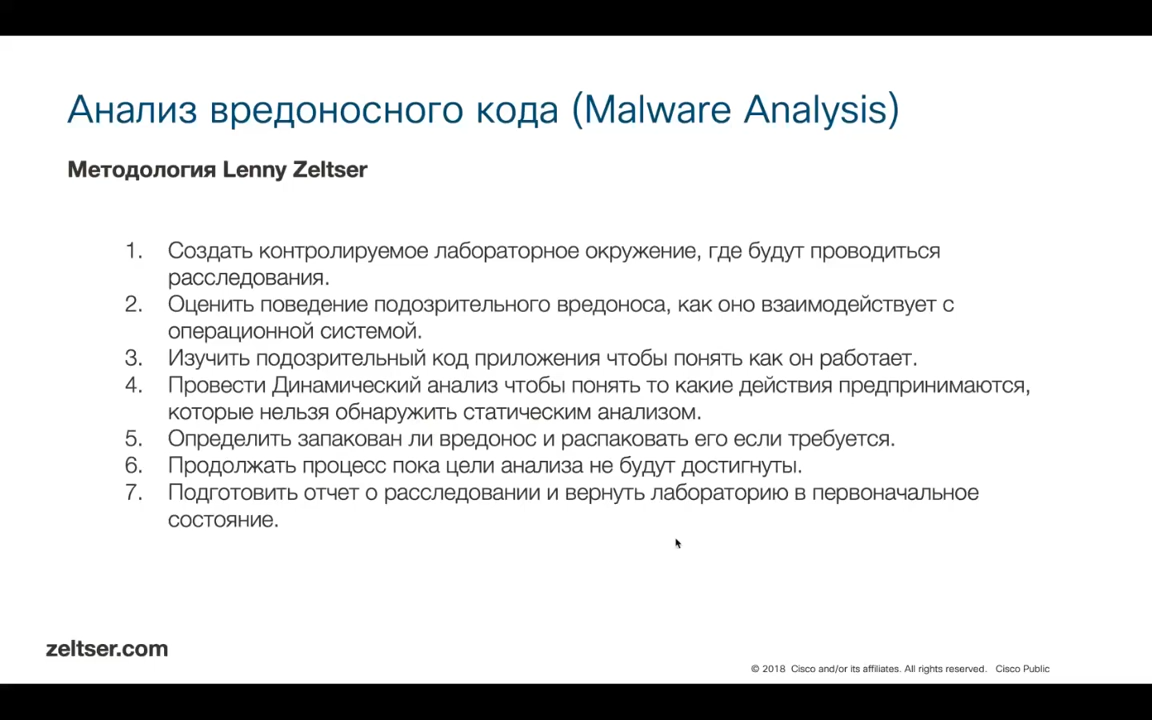 Анализ вредоносного кода (Malware Analysis)
Методология Lenny Zeltser
1. Создать контролируемое лабораторное окружение, где будут проводиться
расследования.
2. Оценить поведение подозрительного вредоноса, как оно взаимодействует с
операционной системой.
3. Изучить подозрительный код приложения чтобы понять как он работает.
4. Провести Динамический анализ чтобы понять то какие действия предпринимаются,
которые нельзя обнаружить статическим анализом.
5. Определить запакован ли вредонос и распаковать его если требуется.
6. Продолжать процесс пока цели анализа не будут достигнуты.
7. Подготовить отчет о расследовании и вернуть лабораторию в первоначальное
состояние.
zeltser.com
© 2018 Cisco and/or its affiliates. All rights reserved. Cisco Public